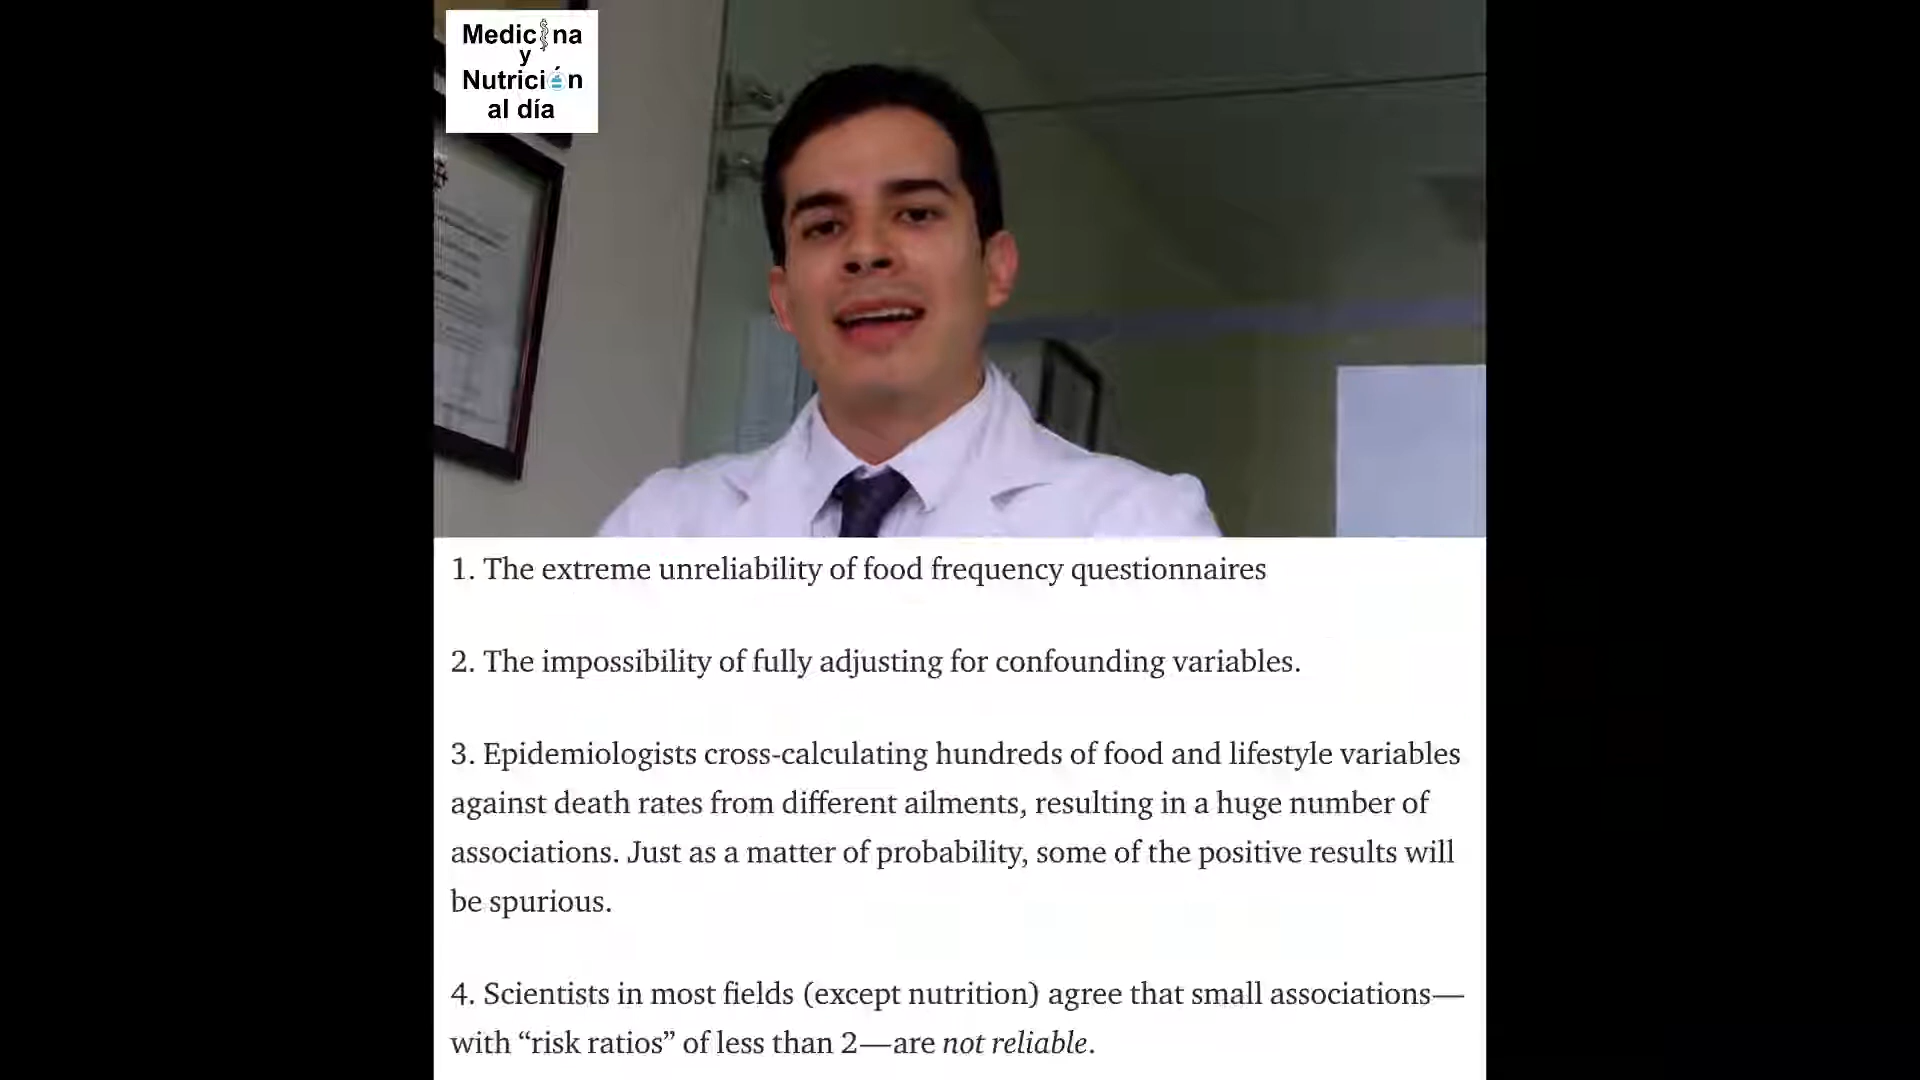 Medicina
y
Nutrición
al día
1. The extreme unreliability of food frequency questionnaires
2. The impossibility of fully adjusting for confounding variables.
3. Epidemiologists cross-calculating hundreds of food and lifestyle variables
against death rates from different ailments, resulting in a huge number of
associations. Just as a matter of probability, some of the positive results will
be spurious.
4. Scientists in most fields (except nutrition) agree that small associations—
with “risk ratios” of less than 2—are not reliable.